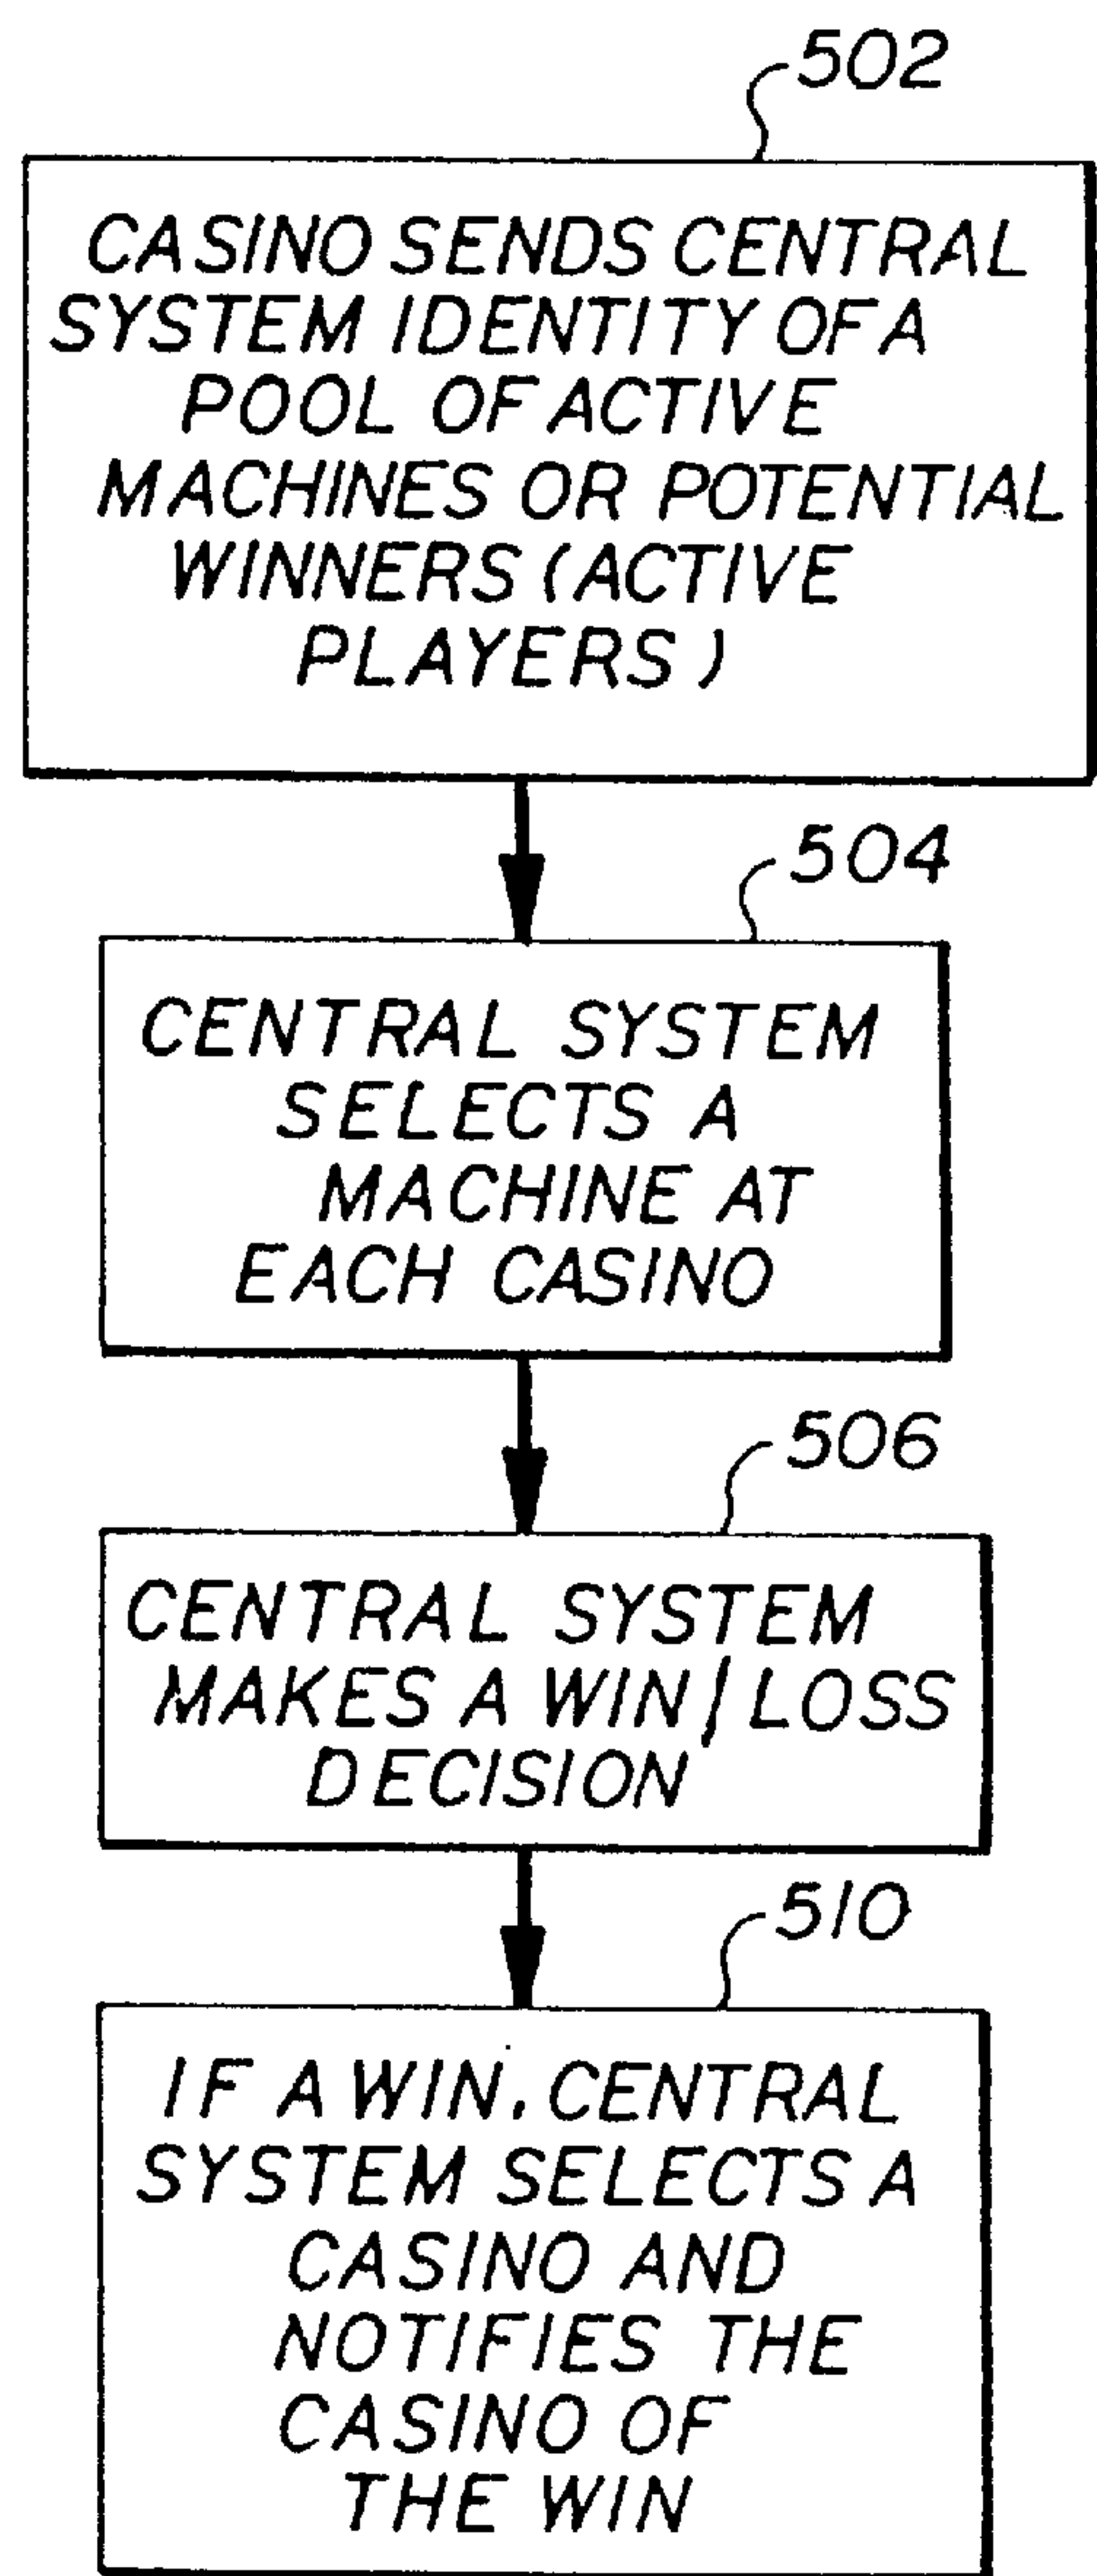 502
CASINO SENDS CENTRAL
SYSTEM IDENTITY OF A
POOL OF ACTIVE
MACHINES OR POTENTIAL
WINNERS (ACTIVE
PLAYERS)
504
CENTRAL SYSTEM
SELECTS A
MACHINE AT
EACH CASINO
506
CENTRAL SYSTEM
MAKES A WIN/LOSS
DECISION
510
IF A WIN. CENTRAL
SYSTEM SELECTS A
CASINO AND
NOTIFIES THE
CASINO OF
THE WIN